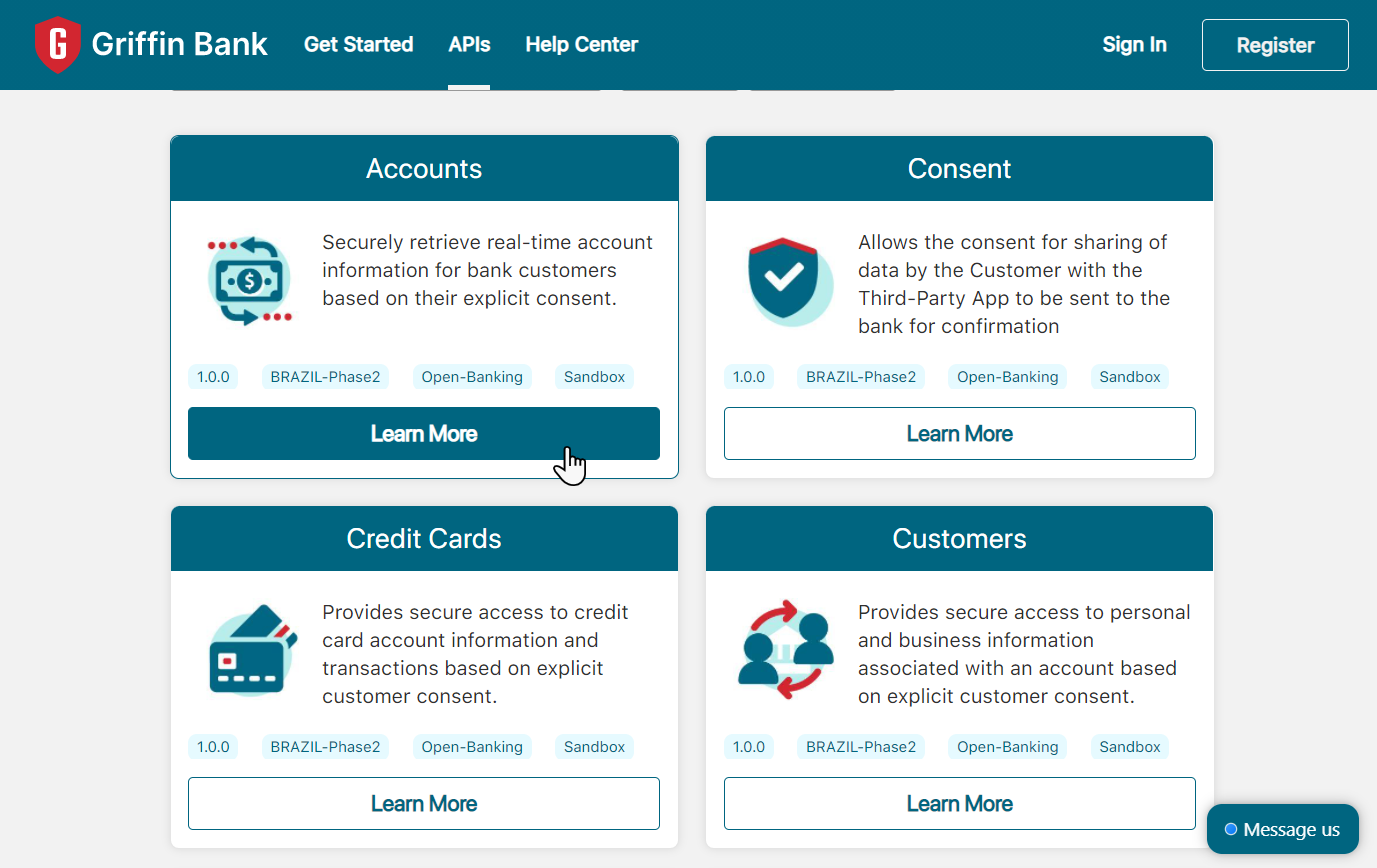 G Griffin Bank Get Started APIs Help Center Sign In Register
Accounts
Securely retrieve real-time account
information for bank customers
based on their explicit consent.
1.0.0 BRAZIL-Phase2 Open-Banking Sandbox
Learn More
Consent
Allows the consent for sharing of
data by the Customer with the
Third-Party App to be sent to the
bank for confirmation
1.0.0 BRAZIL-Phase2 Open-Banking Sandbox
Learn More
Credit Cards
Provides secure access to credit
card account information and
transactions based on explicit
customer consent.
1.0.0 BRAZIL-Phase2 Open-Banking Sandbox
Learn More
Customers
Provides secure access to personal
and business information
associated with an account based
on explicit customer consent.
1.0.0 BRAZIL-Phase2 Open-Banking Sandbox
Learn More
Message us